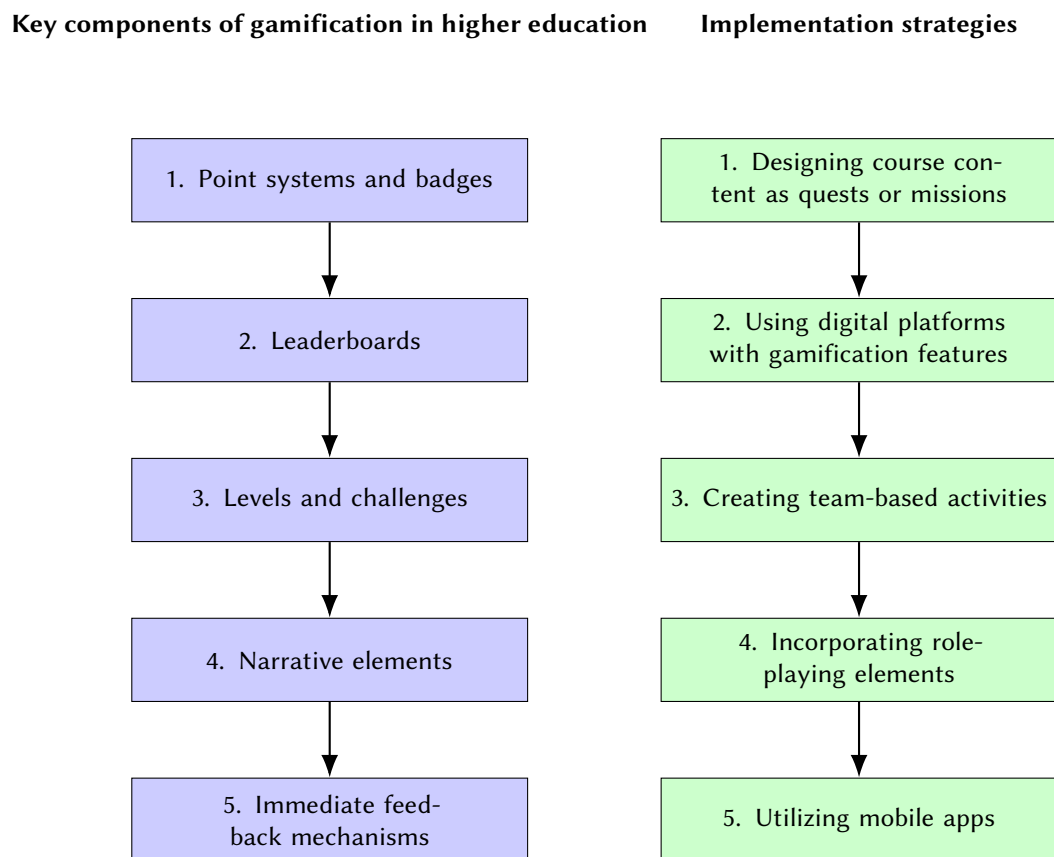 Key components of gamification in higher education
1. Point systems and badges
2. Leaderboards
3. Levels and challenges
4. Narrative elements
5. Immediate feed-
back mechanisms
Implementation strategies
1. Designing course con-
tent as quests or missions
2. Using digital platforms
with gamification features
3. Creating team-based activities
4. Incorporating role-
playing elements
5. Utilizing mobile apps